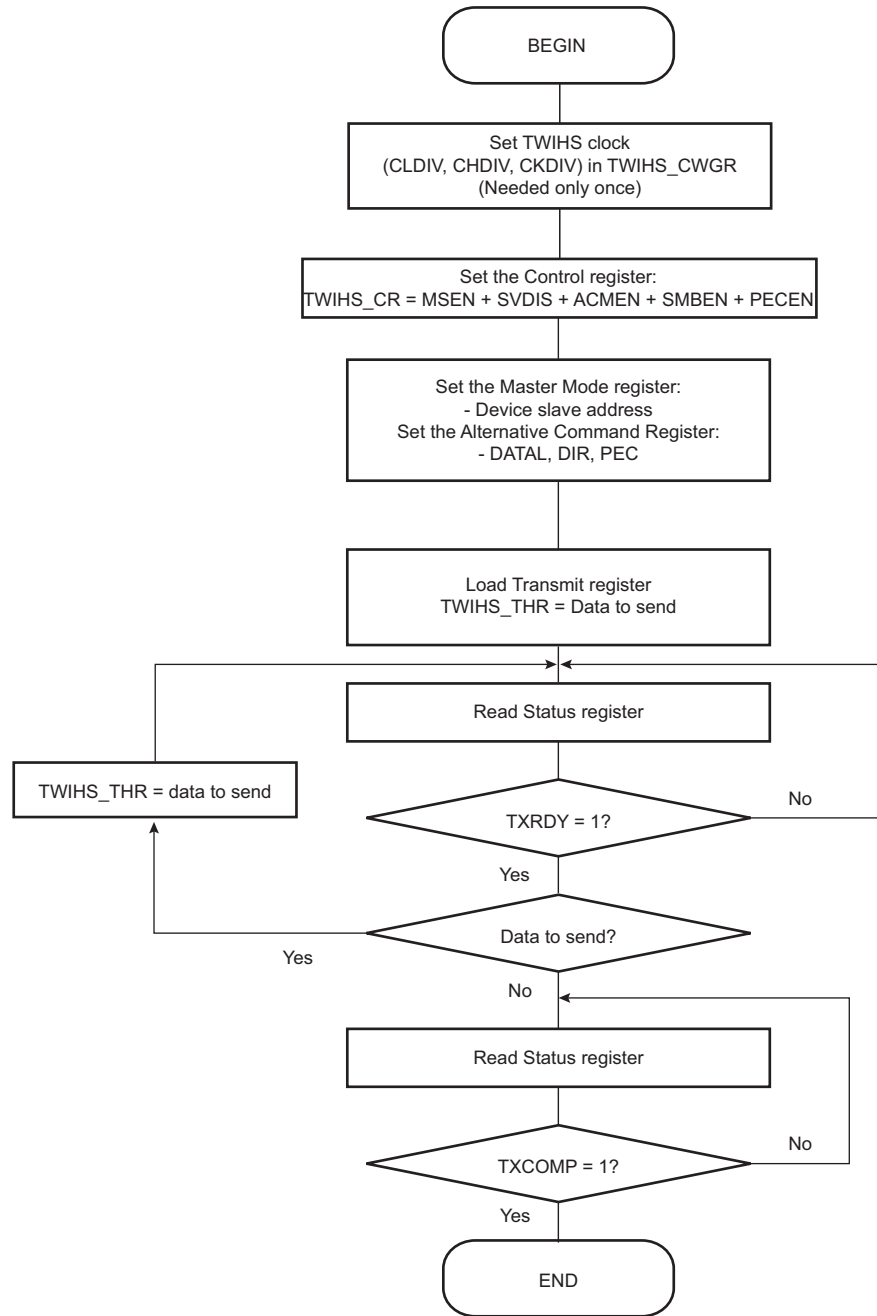 BEGIN
Set TWIHS clock
(CLDIV, CHDIV, CKDIV) in TWIHS_CWGR
(Needed only once)
Set the Control register:
TWIHS_CR = MSEN + SVDIS + ACMEN + SMBEN + PECEN
Set the Master Mode register:
- Device slave address
Set the Alternative Command Register:
- DATAL, DIR, PEC
Load Transmit register
TWIHS_THR = Data to send
Read Status register
TWIHS_THR = data to send
No
TXRDY = 1?
Yes
Data to send?
Yes
No
Read Status register
No
TXCOMP = 1?
Yes
END